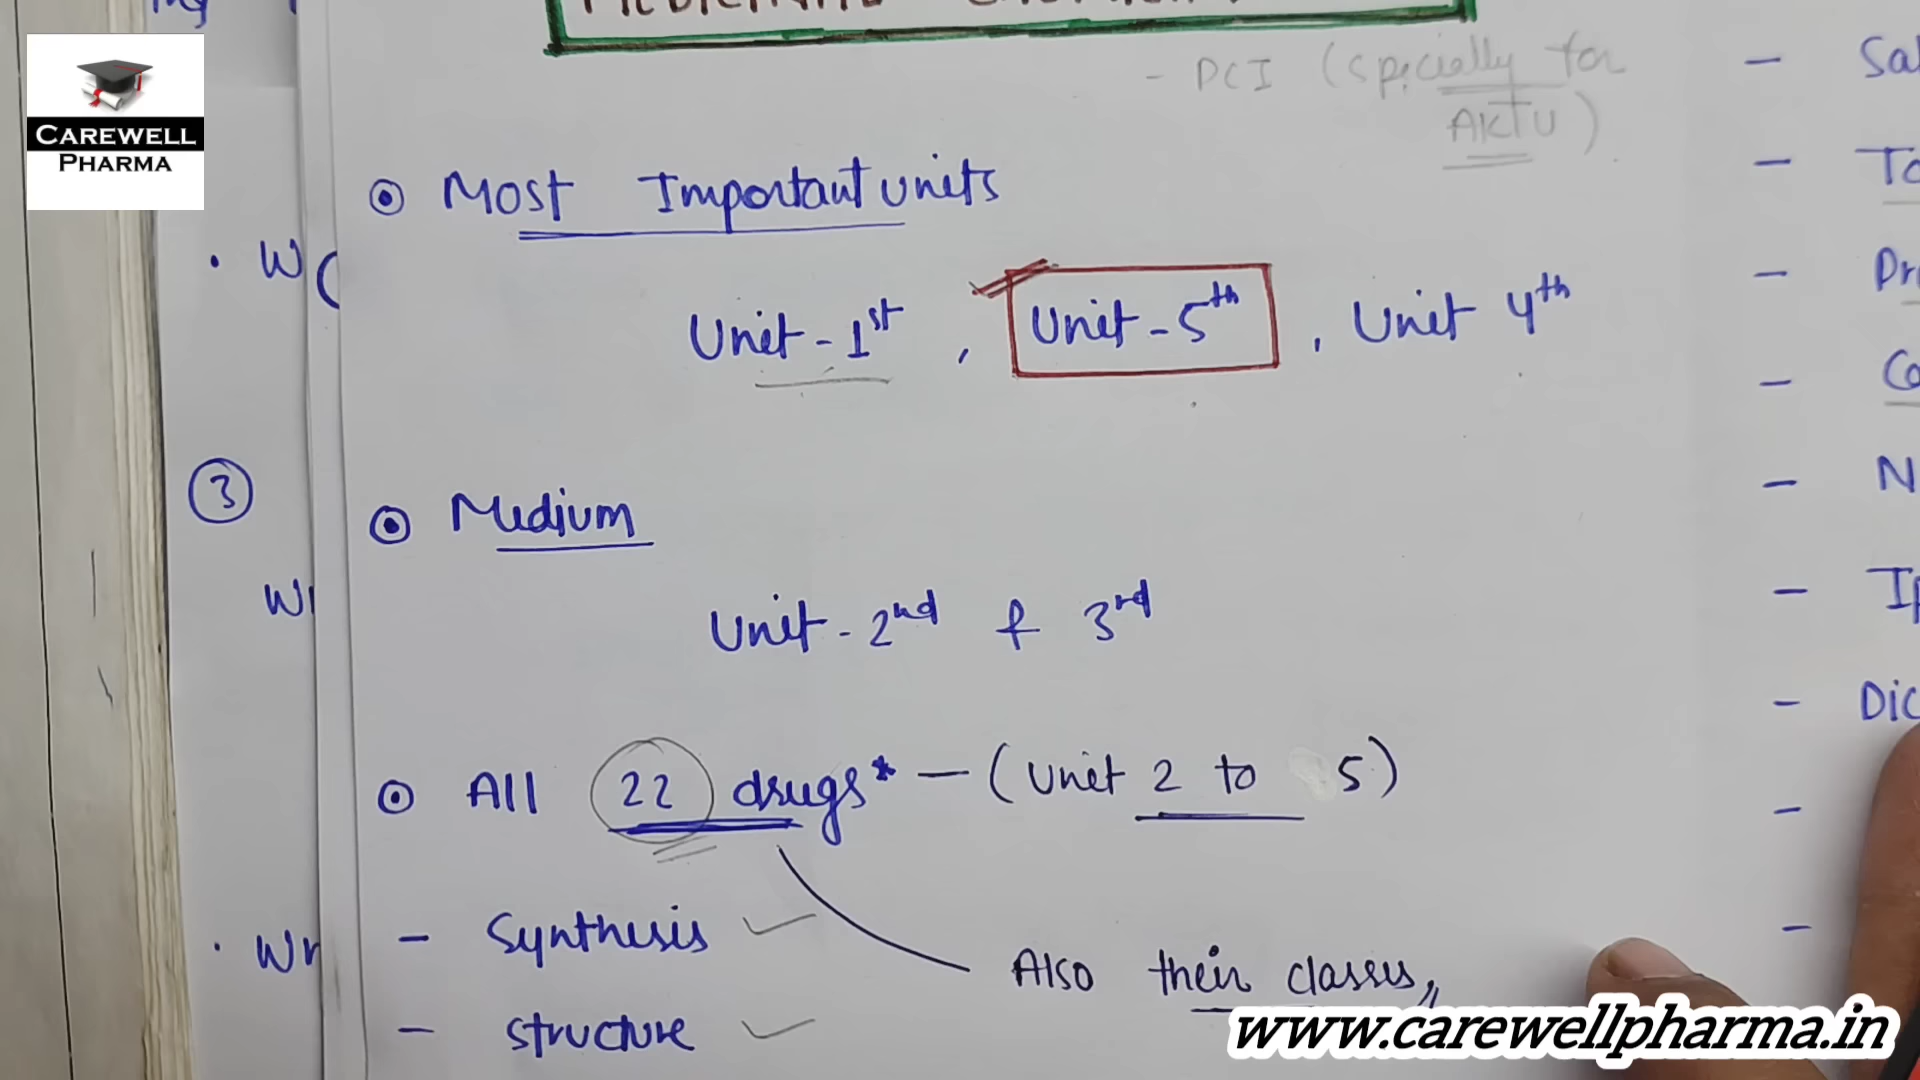 CAREWELL
PHARMA
- PCI (specially for
AKTU)
Most Important units
Unit - 1st , Unit - 5th , Unit 4th
3
Medium
Unit - 2nd & 3rd
All 22 drugs* - (Unit 2 to 5)
- Synthesis
Also their classes,,
- structure
www.carewellpharma.in